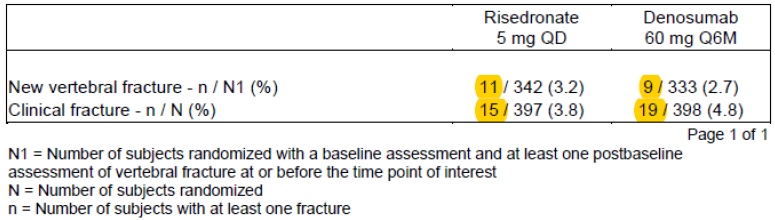 Risedronate Denosumab
5 mg QD 60 mg Q6M
New vertebral fracture - n / N1 (%) 11 / 342 (3.2) 9 / 333 (2.7)
Clinical fracture - n / N (%) 15 / 397 (3.8) 19 / 398 (4.8)
Page 1 of 1
N1 = Number of subjects randomized with a baseline assessment and at least one postbaseline
assessment of vertebral fracture at or before the time point of interest
N = Number of subjects randomized
n = Number of subjects with at least one fracture